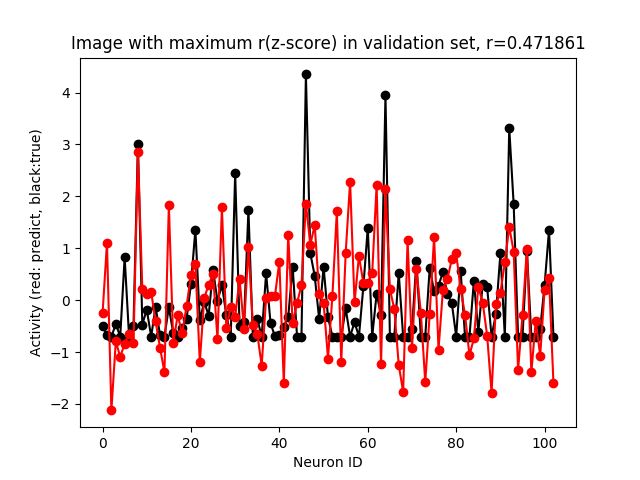 Image with maximum r(z-score) in validation set, r=0.471861
Activity (red: predict, black:true)
4
3
2
1
0
−1
−2
0 20 40 60 80 100
Neuron ID